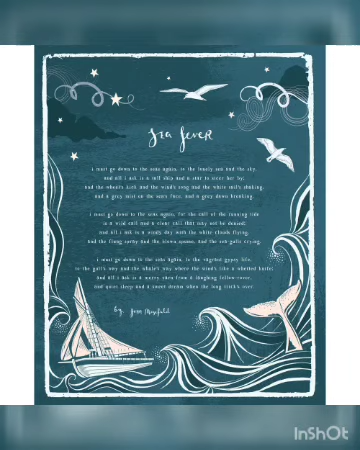 Sea Fever
I must go down to the seas again, to the lonely sea and the sky,
And all I ask is a tall ship and a star to steer her by;
And the wheel's kick and the wind's song and the white sail's shaking,
And a grey mist on the sea's face, and a grey dawn breaking.
I must go down to the seas again, for the call of the running tide
Is a wild call and a clear call that may not be denied;
And all I ask is a windy day with the white clouds flying,
And the flung spray and the blown spume, and the sea-gulls crying.
I must go down to the seas again, to the vagrant gypsy life,
To the gull's way and the whale's way where the wind's like a whetted knife;
And all I ask is a merry yarn from a laughing fellow-rover,
And quiet sleep and a sweet dream when the long trick's over.
by John Masefield
InShOt